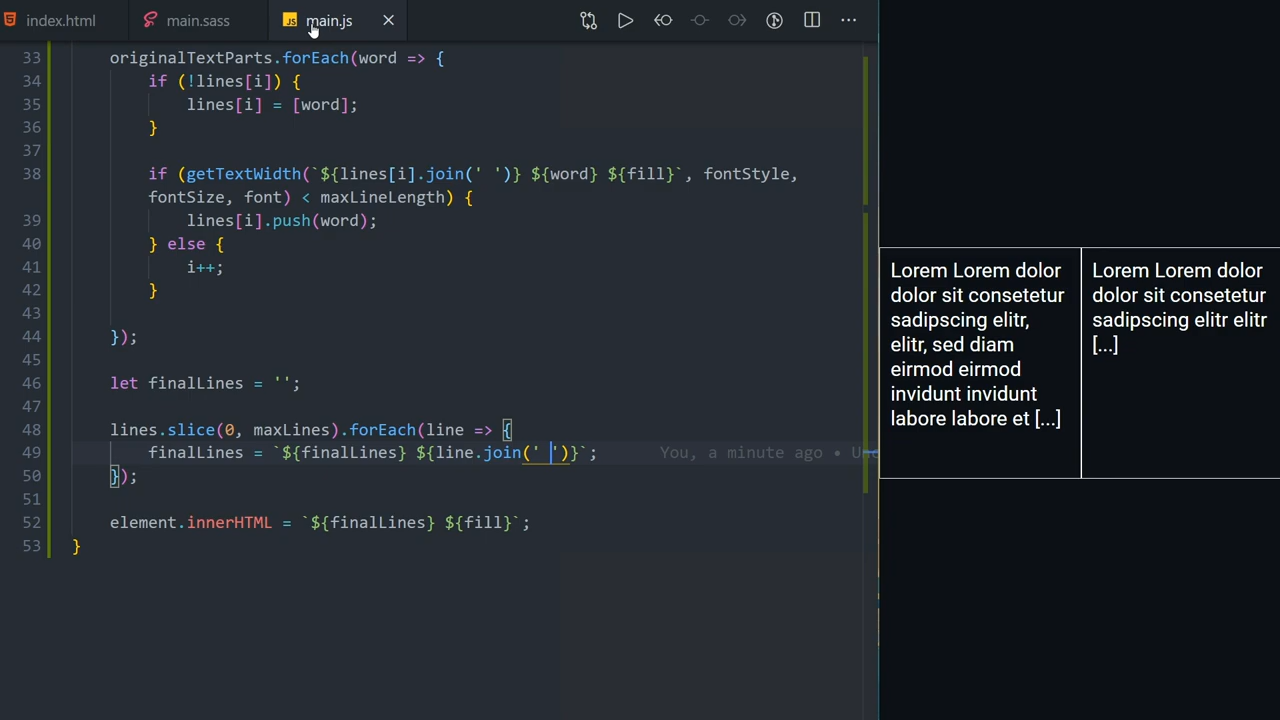 index.html
main.sass
JS main.js
33 originalTextParts.forEach(word => {
34 if (!lines[i]) {
35 lines[i] = [word];
36 }
37
38 if (getTextWidth(`${lines[i].join(' ')} ${word} ${fill}`, fontStyle,
fontSize, font) < maxLineLength) {
39 lines[i].push(word);
40 } else {
41 i++;
42 }
43
44 });
45
46 let finalLines = '';
47
48 lines.slice(0, maxLines).forEach(line => {
49 finalLines = `${finalLines} ${line.join(' ')}`; You, a minute ago •
50 });
51
52 element.innerHTML = `${finalLines} ${fill}`;
53 }
Lorem Lorem dolor
dolor sit consetetur
sadipscing elitr,
elitr, sed diam
eirmod eirmod
invidunt invidunt
labore labore et [...]
Lorem Lorem dolor
dolor sit consetetur
sadipscing elitr elitr
[...]